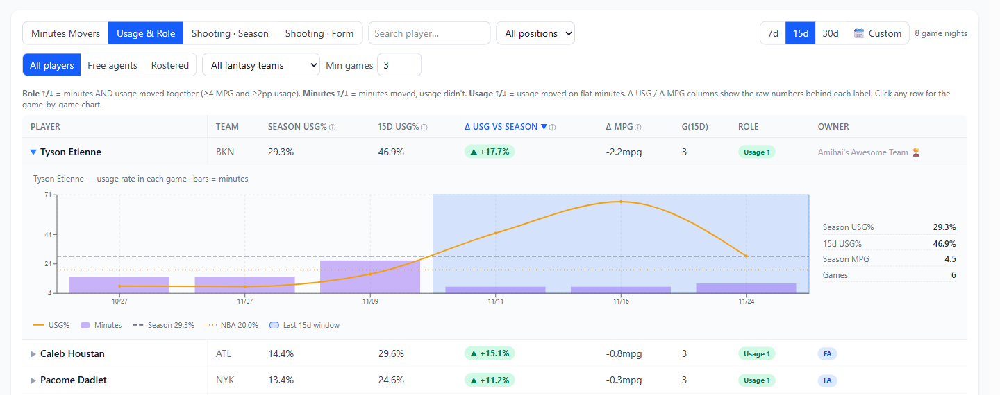 Minutes Movers Usage & Role Shooting · Season Shooting · Form Search player... All positions 7d 15d 30d Custom 8 game nights
All players Free agents Rostered All fantasy teams Min games 3
Role ↑/↓ = minutes AND usage moved together (≥4 MPG and ≥2pp usage). Minutes ↑/↓ = minutes moved, usage didn't. Usage ↑/↓ = usage moved on flat minutes. Δ USG / Δ MPG columns show the raw numbers behind each label. Click any row for the
game-by-game chart.
PLAYER TEAM SEASON USG% ⓘ 15D USG% ⓘ Δ USG VS SEASON ▼ ⓘ Δ MPG ⓘ G(15D) ROLE OWNER
▼ Tyson Etienne BKN 29.3% 46.9% ▲ +17.7% -2.2mpg 3 Usage ↑ Amihai's Awesome Team
Tyson Etienne — usage rate in each game · bars = minutes
71
44
24
4
10/27 11/07 11/09 11/11 11/16 11/24
Season USG% 29.3%
15d USG% 46.9%
Season MPG 4.5
Games 6
USG% Minutes Season 29.3% NBA 20.0% Last 15d window
▶ Caleb Houstan ATL 14.4% 29.6% ▲ +15.1% -0.8mpg 3 Usage ↑ FA
▶ Pacome Dadiet NYK 13.4% 24.6% ▲ +11.2% -0.3mpg 3 Usage ↑ FA